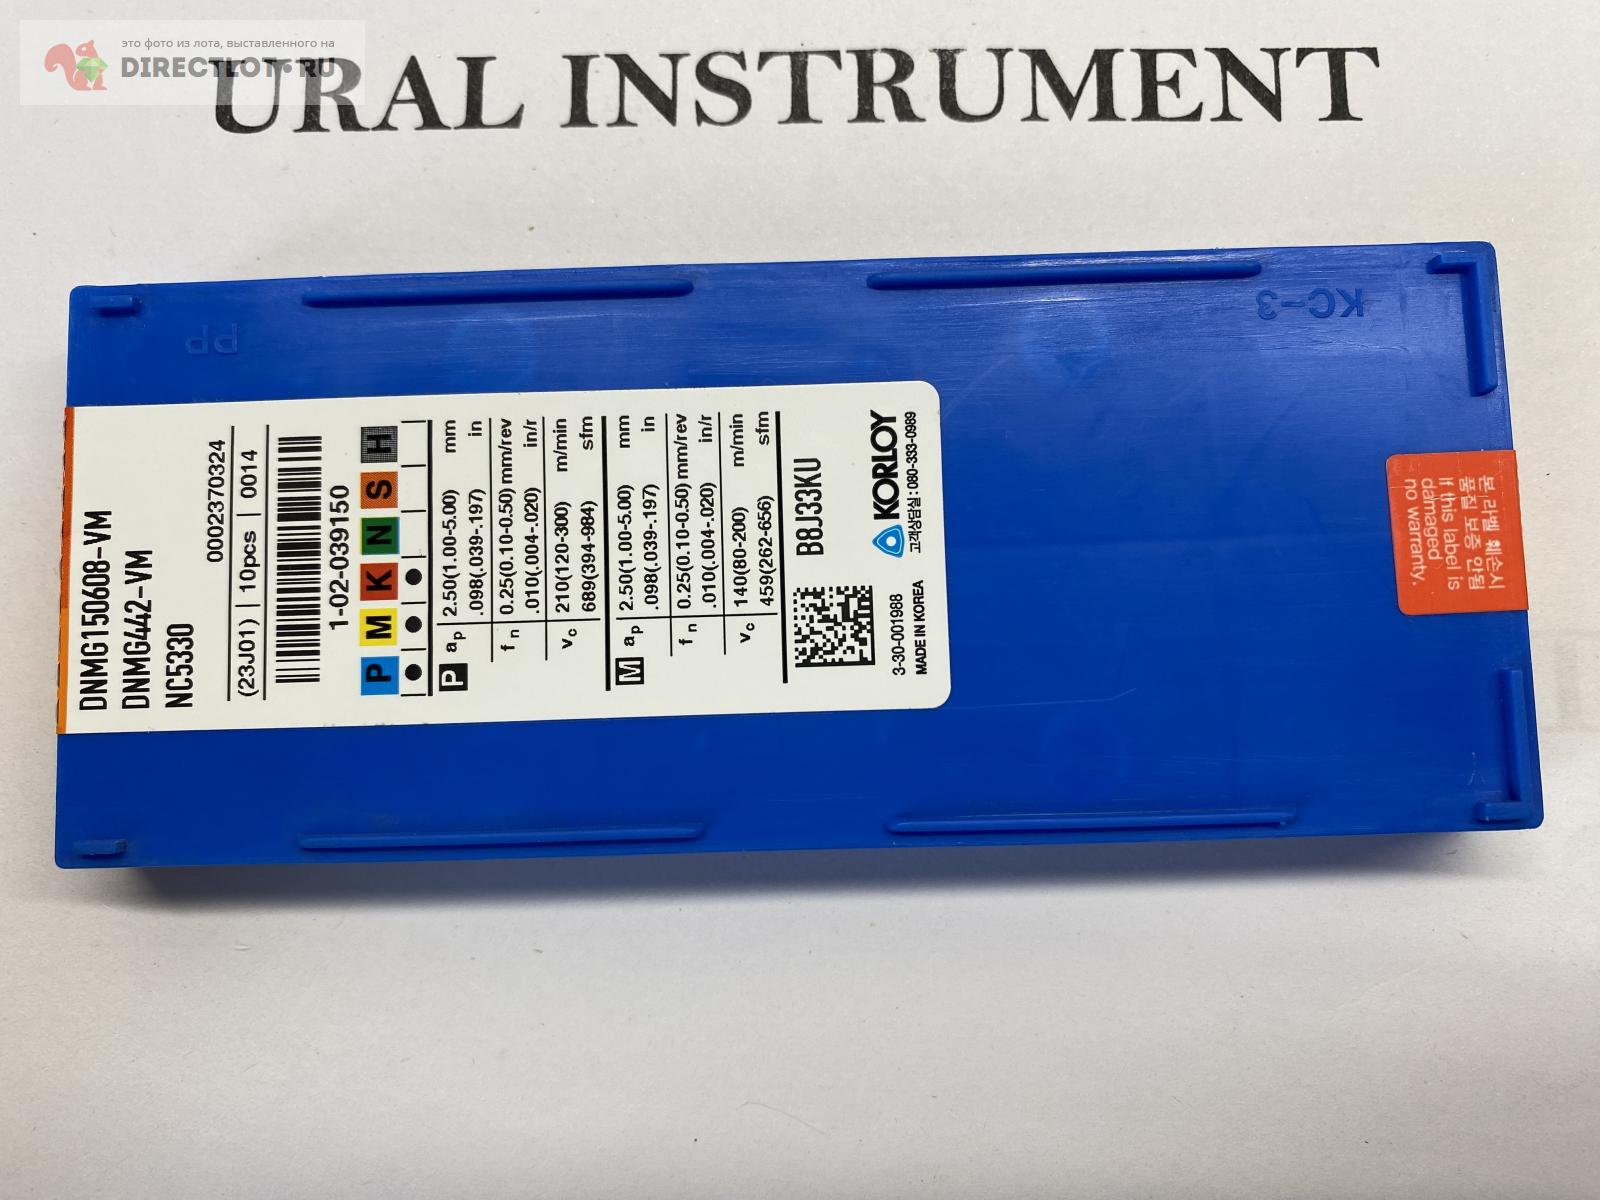 это фото из лота, выставленного на
DIRECTLOT.RU
URAL INSTRUMENT
PP
KC-3
DNMG150608-VM
DNMG442-VM
NC5330
0002370324
(23J01) | 10pcs | 0014
1-02-039150
P M K N S H
P ap 2.50(1.00-5.00) mm
.098(.039-.197) in
fn 0.25(0.10-0.50) mm/rev
.010(.004-.020) in/r
vc 210(120-300) m/min
689(394-984) sfm
M ap 2.50(1.00-5.00) mm
.098(.039-.197) in
fn 0.25(0.10-0.50) mm/rev
.010(.004-.020) in/r
vc 140(80-200) m/min
459(262-656) sfm
B8J33KU
KORLOY
고객상담실 : 080-333-0989
3-30-001988
MADE IN KOREA
본 라벨 훼손시
품질 보증 안됨
If this label is
damaged
no warranty.